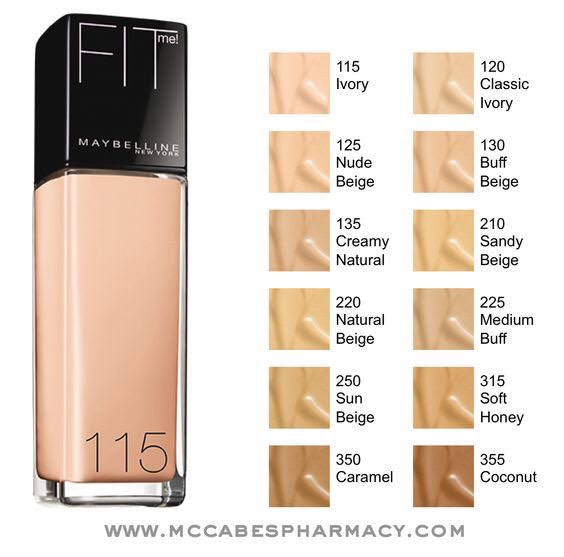 FIT
me!
MAYBELLINE
NEW YORK
115
115
Ivory
120
Classic
Ivory
125
Nude
Beige
130
Buff
Beige
135
Creamy
Natural
210
Sandy
Beige
220
Natural
Beige
225
Medium
Buff
250
Sun
Beige
315
Soft
Honey
350
Caramel
355
Coconut
WWW.MCCABESPHARMACY.COM